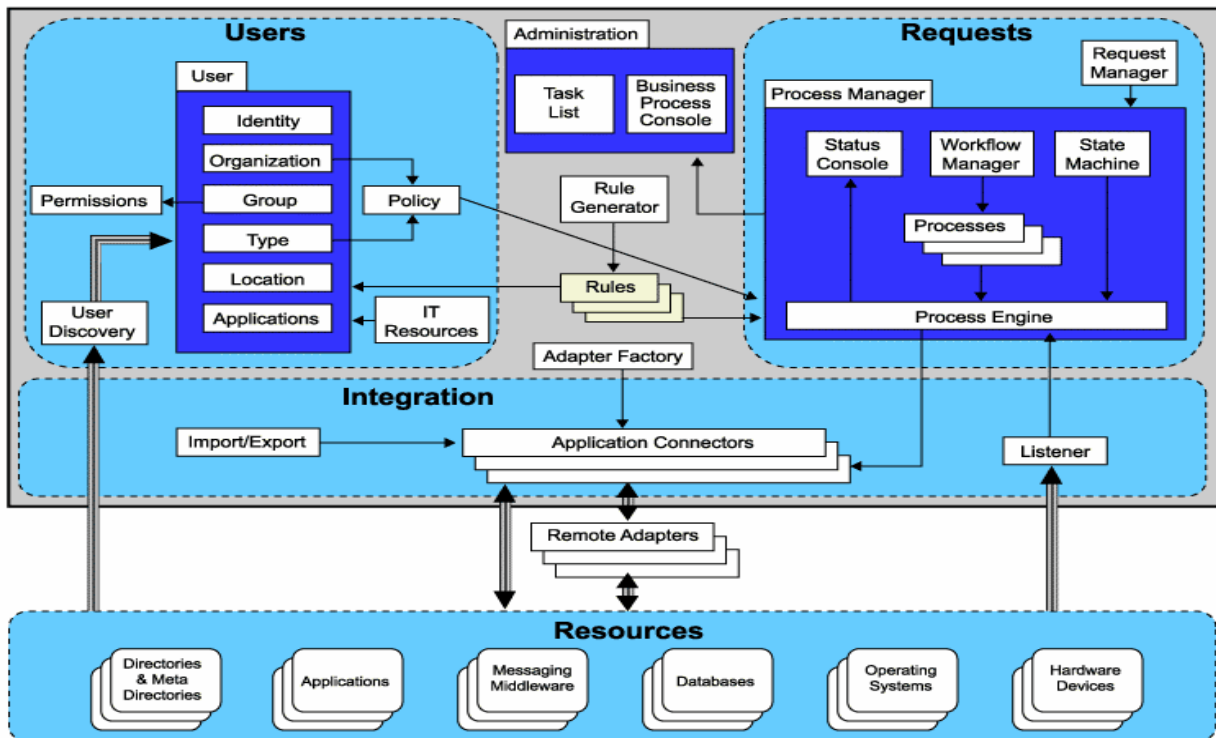 Users
Administration
Requests
User
Task
List
Business
Process
Console
Request
Manager
Process Manager
Identity
Organization
Group
Type
Location
Applications
Permissions
Policy
Rule
Generator
Status
Console
Workflow
Manager
State
Machine
Processes
Rules
User
Discovery
IT
Resources
Process Engine
Adapter Factory
Integration
Import/Export
Application Connectors
Listener
Remote Adapters
Resources
Directories
& Meta
Directories
Applications
Messaging
Middleware
Databases
Operating
Systems
Hardware
Devices